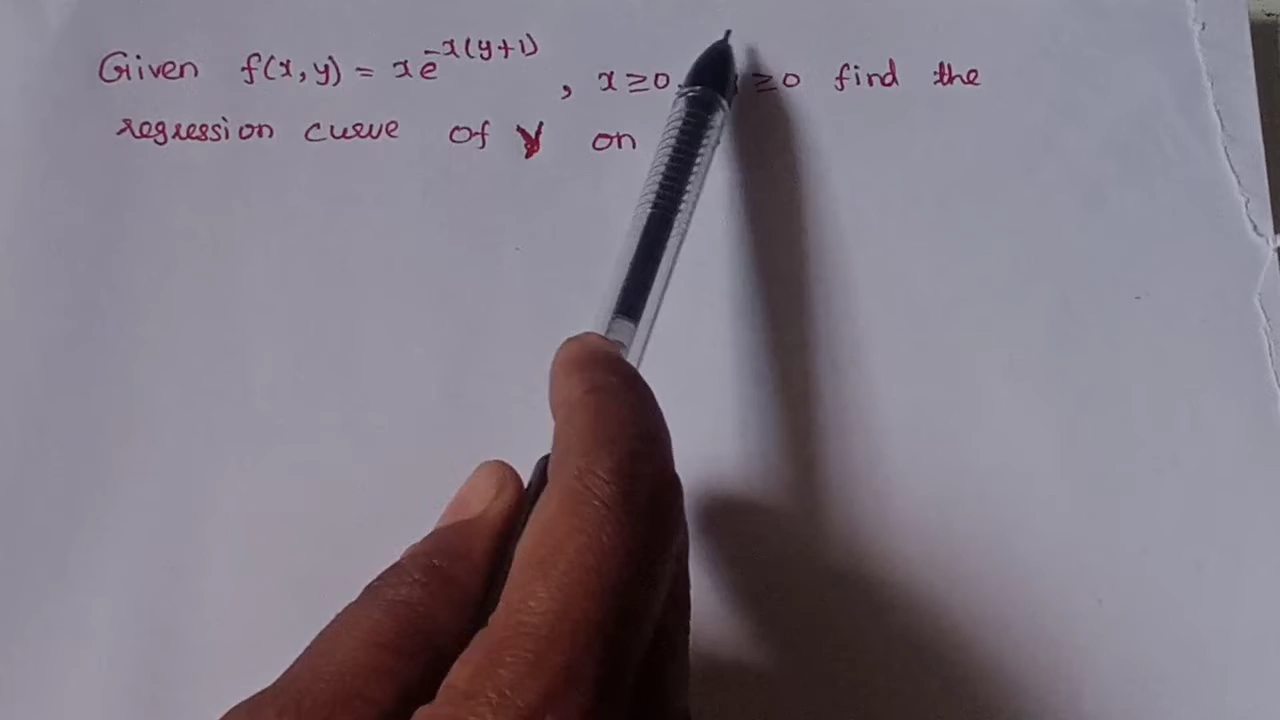 Given f(x,y) = xe^{-x(y+1)}, x≥0 ≥0 find the
regression curve of Y on